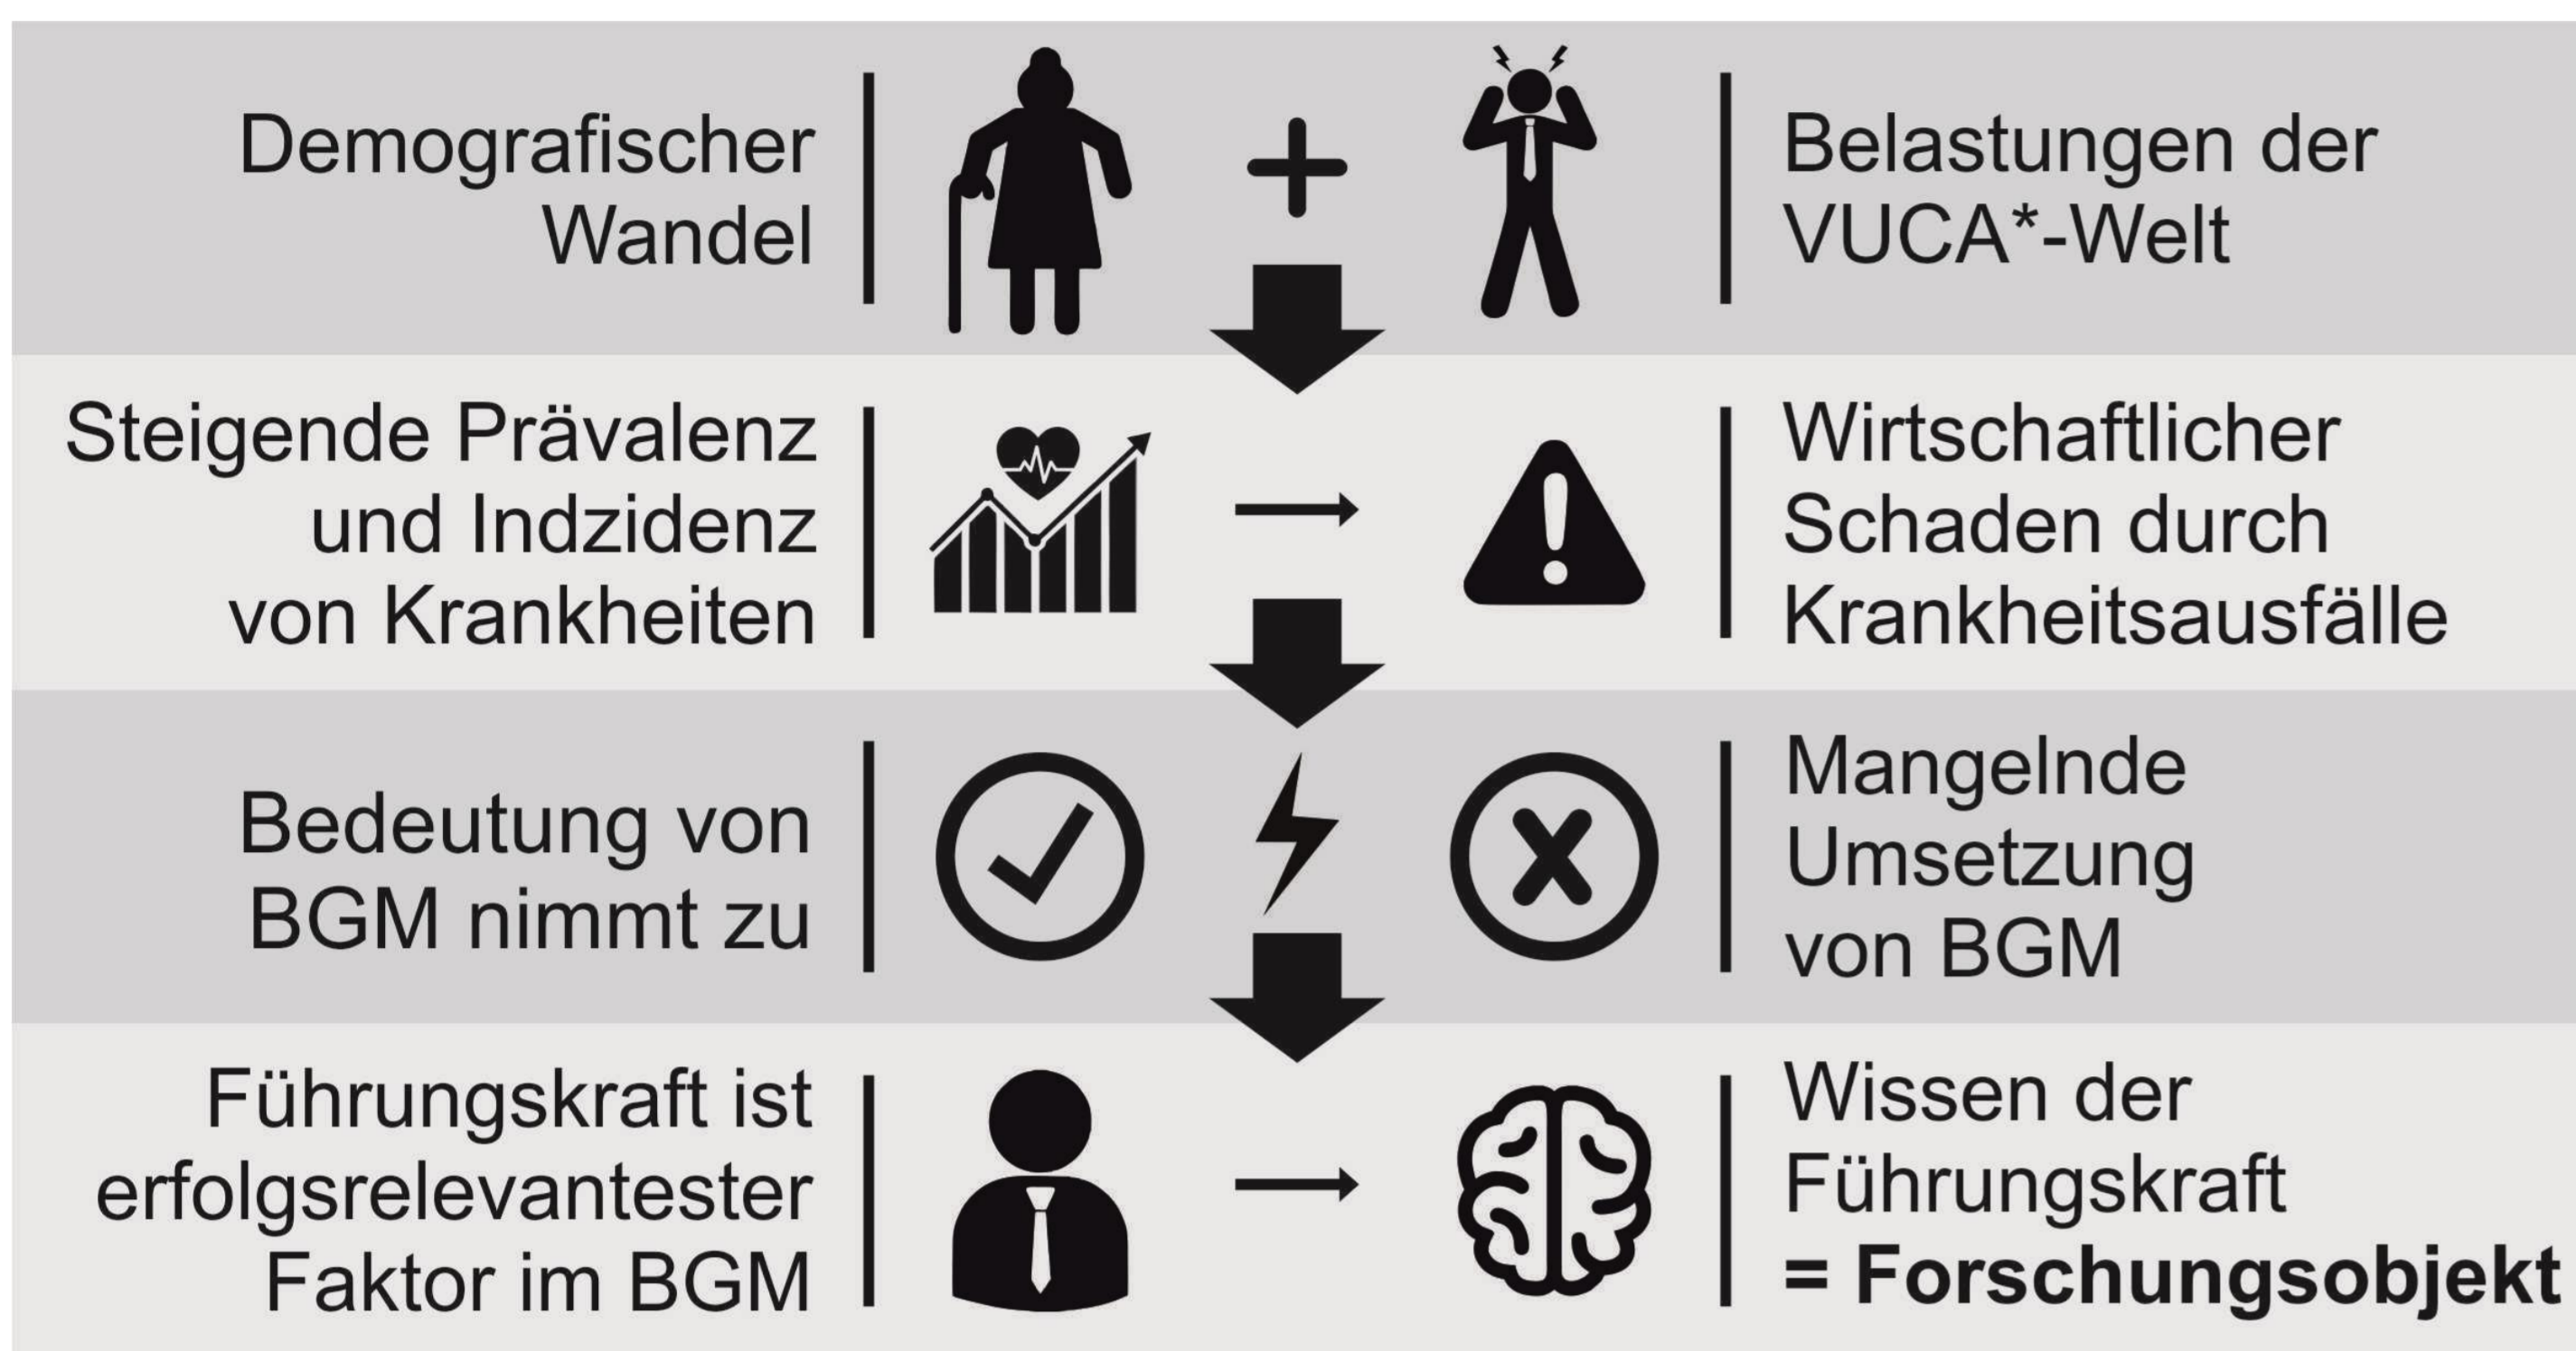 Demografischer
Wandel
Belastungen der
VUCA*-Welt
Steigende Prävalenz
und Indzidenz
von Krankheiten
Wirtschaftlicher
Schaden durch
Krankheitsausfälle
Bedeutung von
BGM nimmt zu
Mangelnde
Umsetzung
von BGM
Führungskraft ist
erfolgsrelevantester
Faktor im BGM
Wissen der
Führungskraft
= Forschungsobjekt